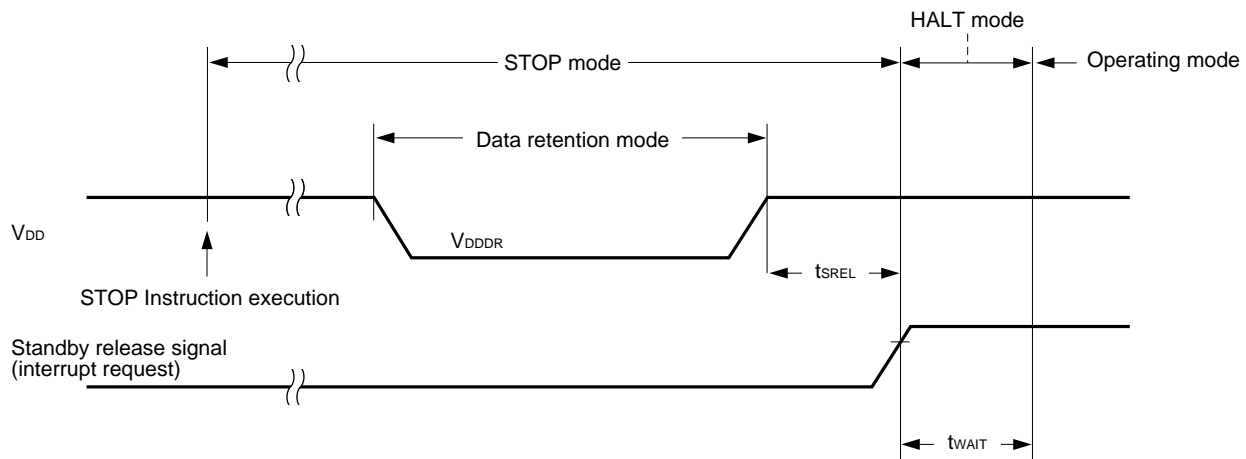 HALT mode
STOP mode
Operating mode
Data retention mode
VDD
VDDDR
tSREL
STOP Instruction execution
Standby release signal
(interrupt request)
tWAIT